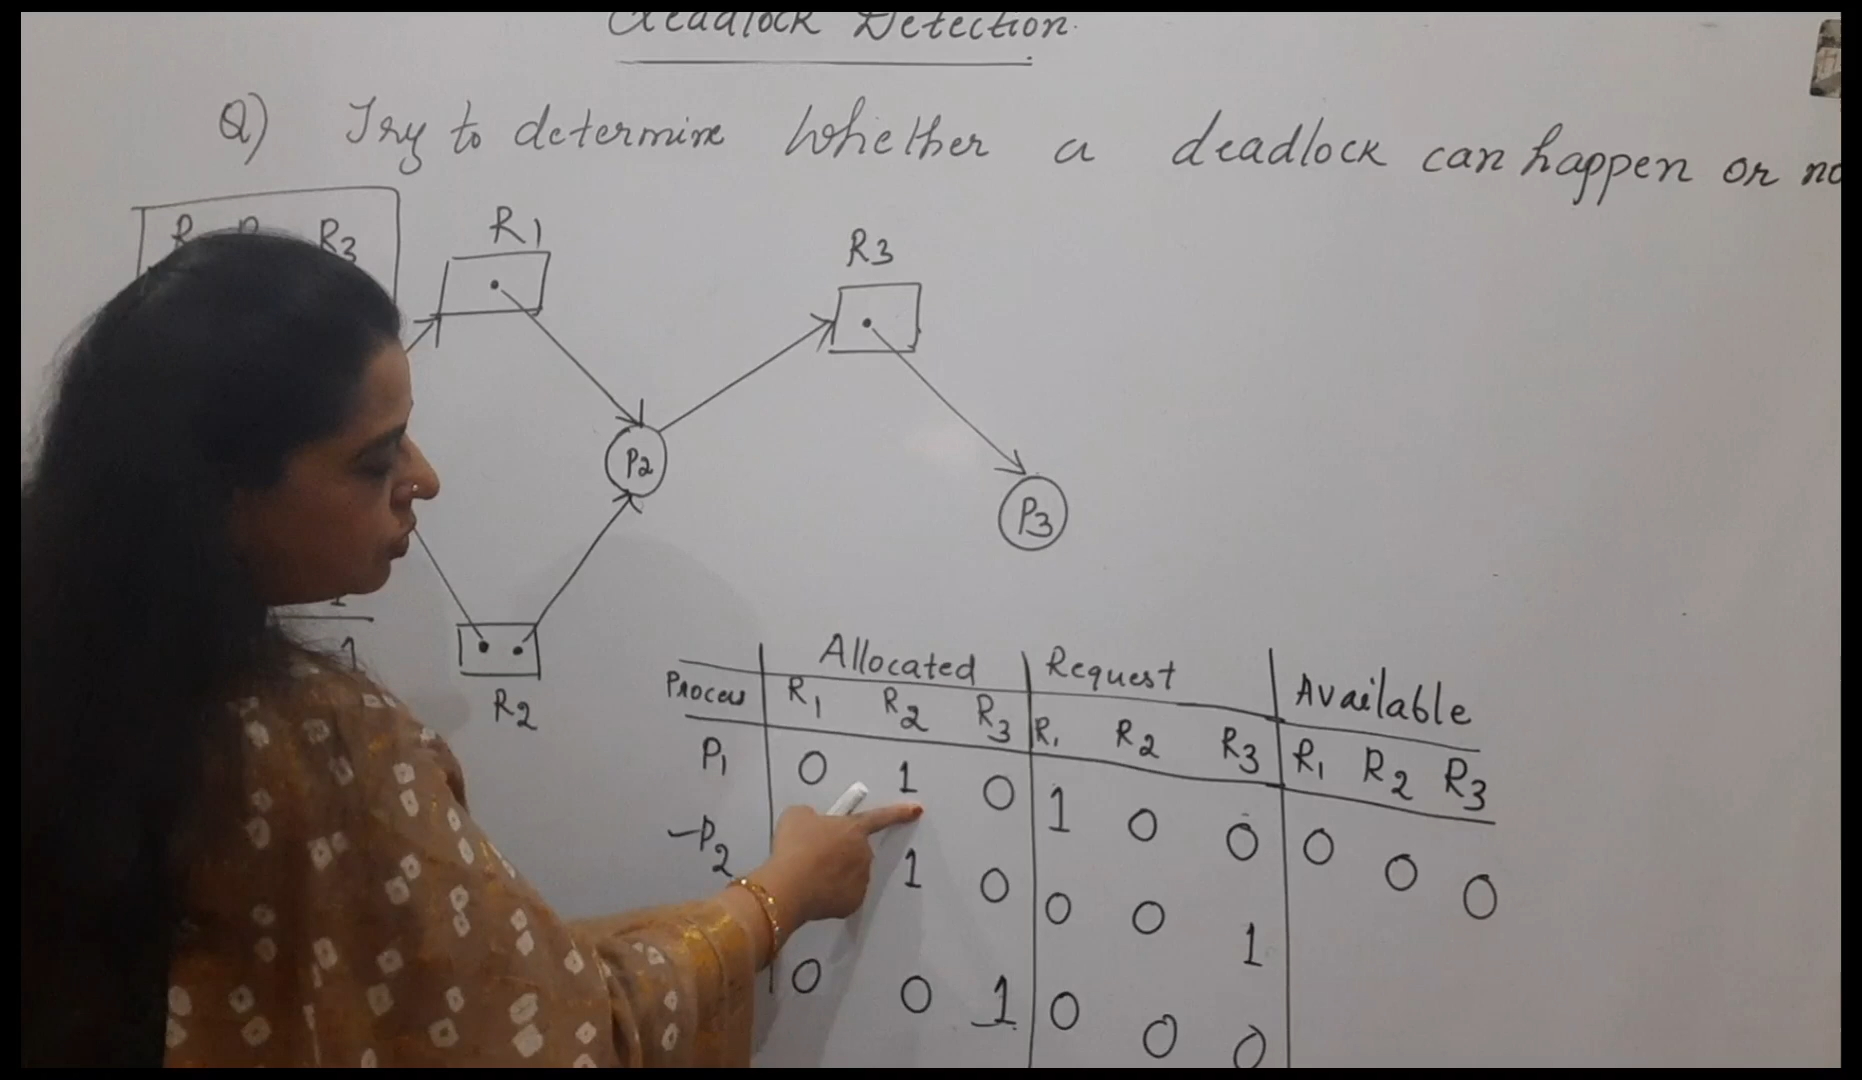 Deadlock Detection.
Q) Try to determine whether a deadlock can happen or no
R R3
R1
R3
P2
P3
1
R2
Allocated Request Available
Process R1 R2 R3 R1 R2 R3 R1 R2 R3
P1 0 1 0 1 0 0 0 0 0
-P2 1 0 0 0 1
0 0 1 0 0 0